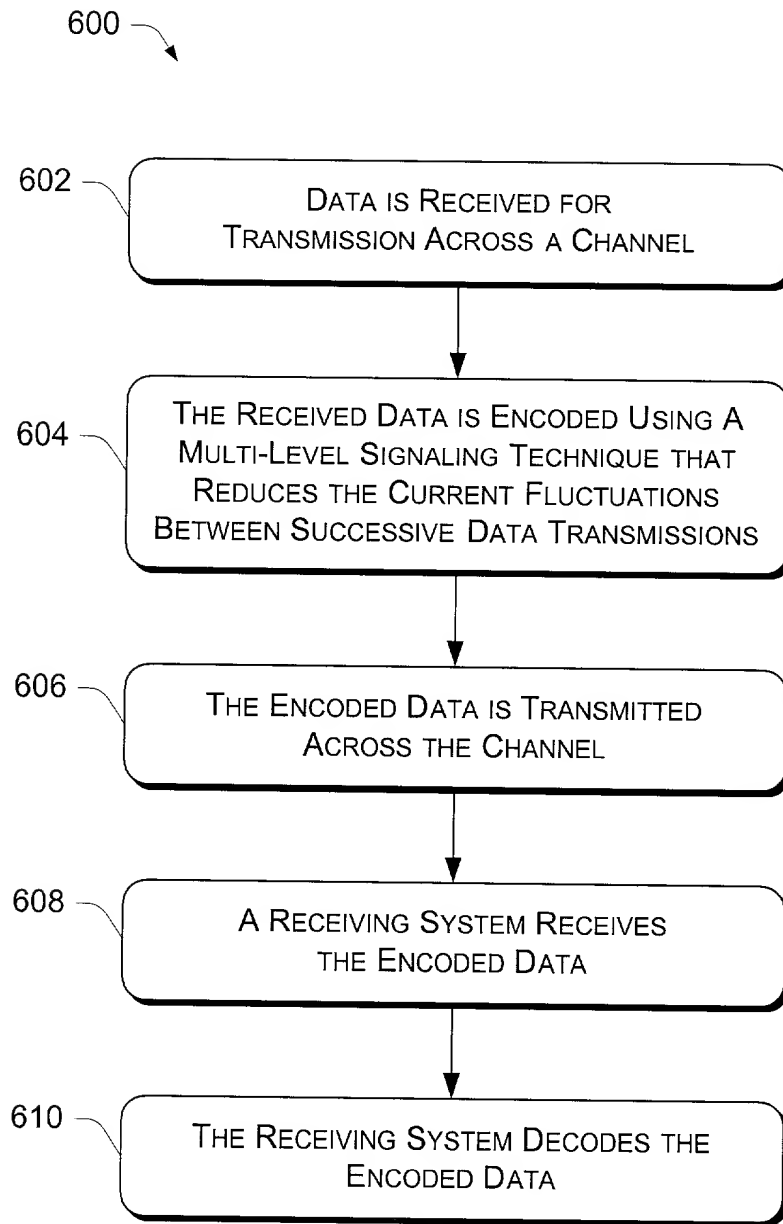 600
602
DATA IS RECEIVED FOR
TRANSMISSION ACROSS A CHANNEL
604
THE RECEIVED DATA IS ENCODED USING A
MULTI-LEVEL SIGNALING TECHNIQUE THAT
REDUCES THE CURRENT FLUCTUATIONS
BETWEEN SUCCESSIVE DATA TRANSMISSIONS
606
THE ENCODED DATA IS TRANSMITTED
ACROSS THE CHANNEL
608
A RECEIVING SYSTEM RECEIVES
THE ENCODED DATA
610
THE RECEIVING SYSTEM DECODES THE
ENCODED DATA